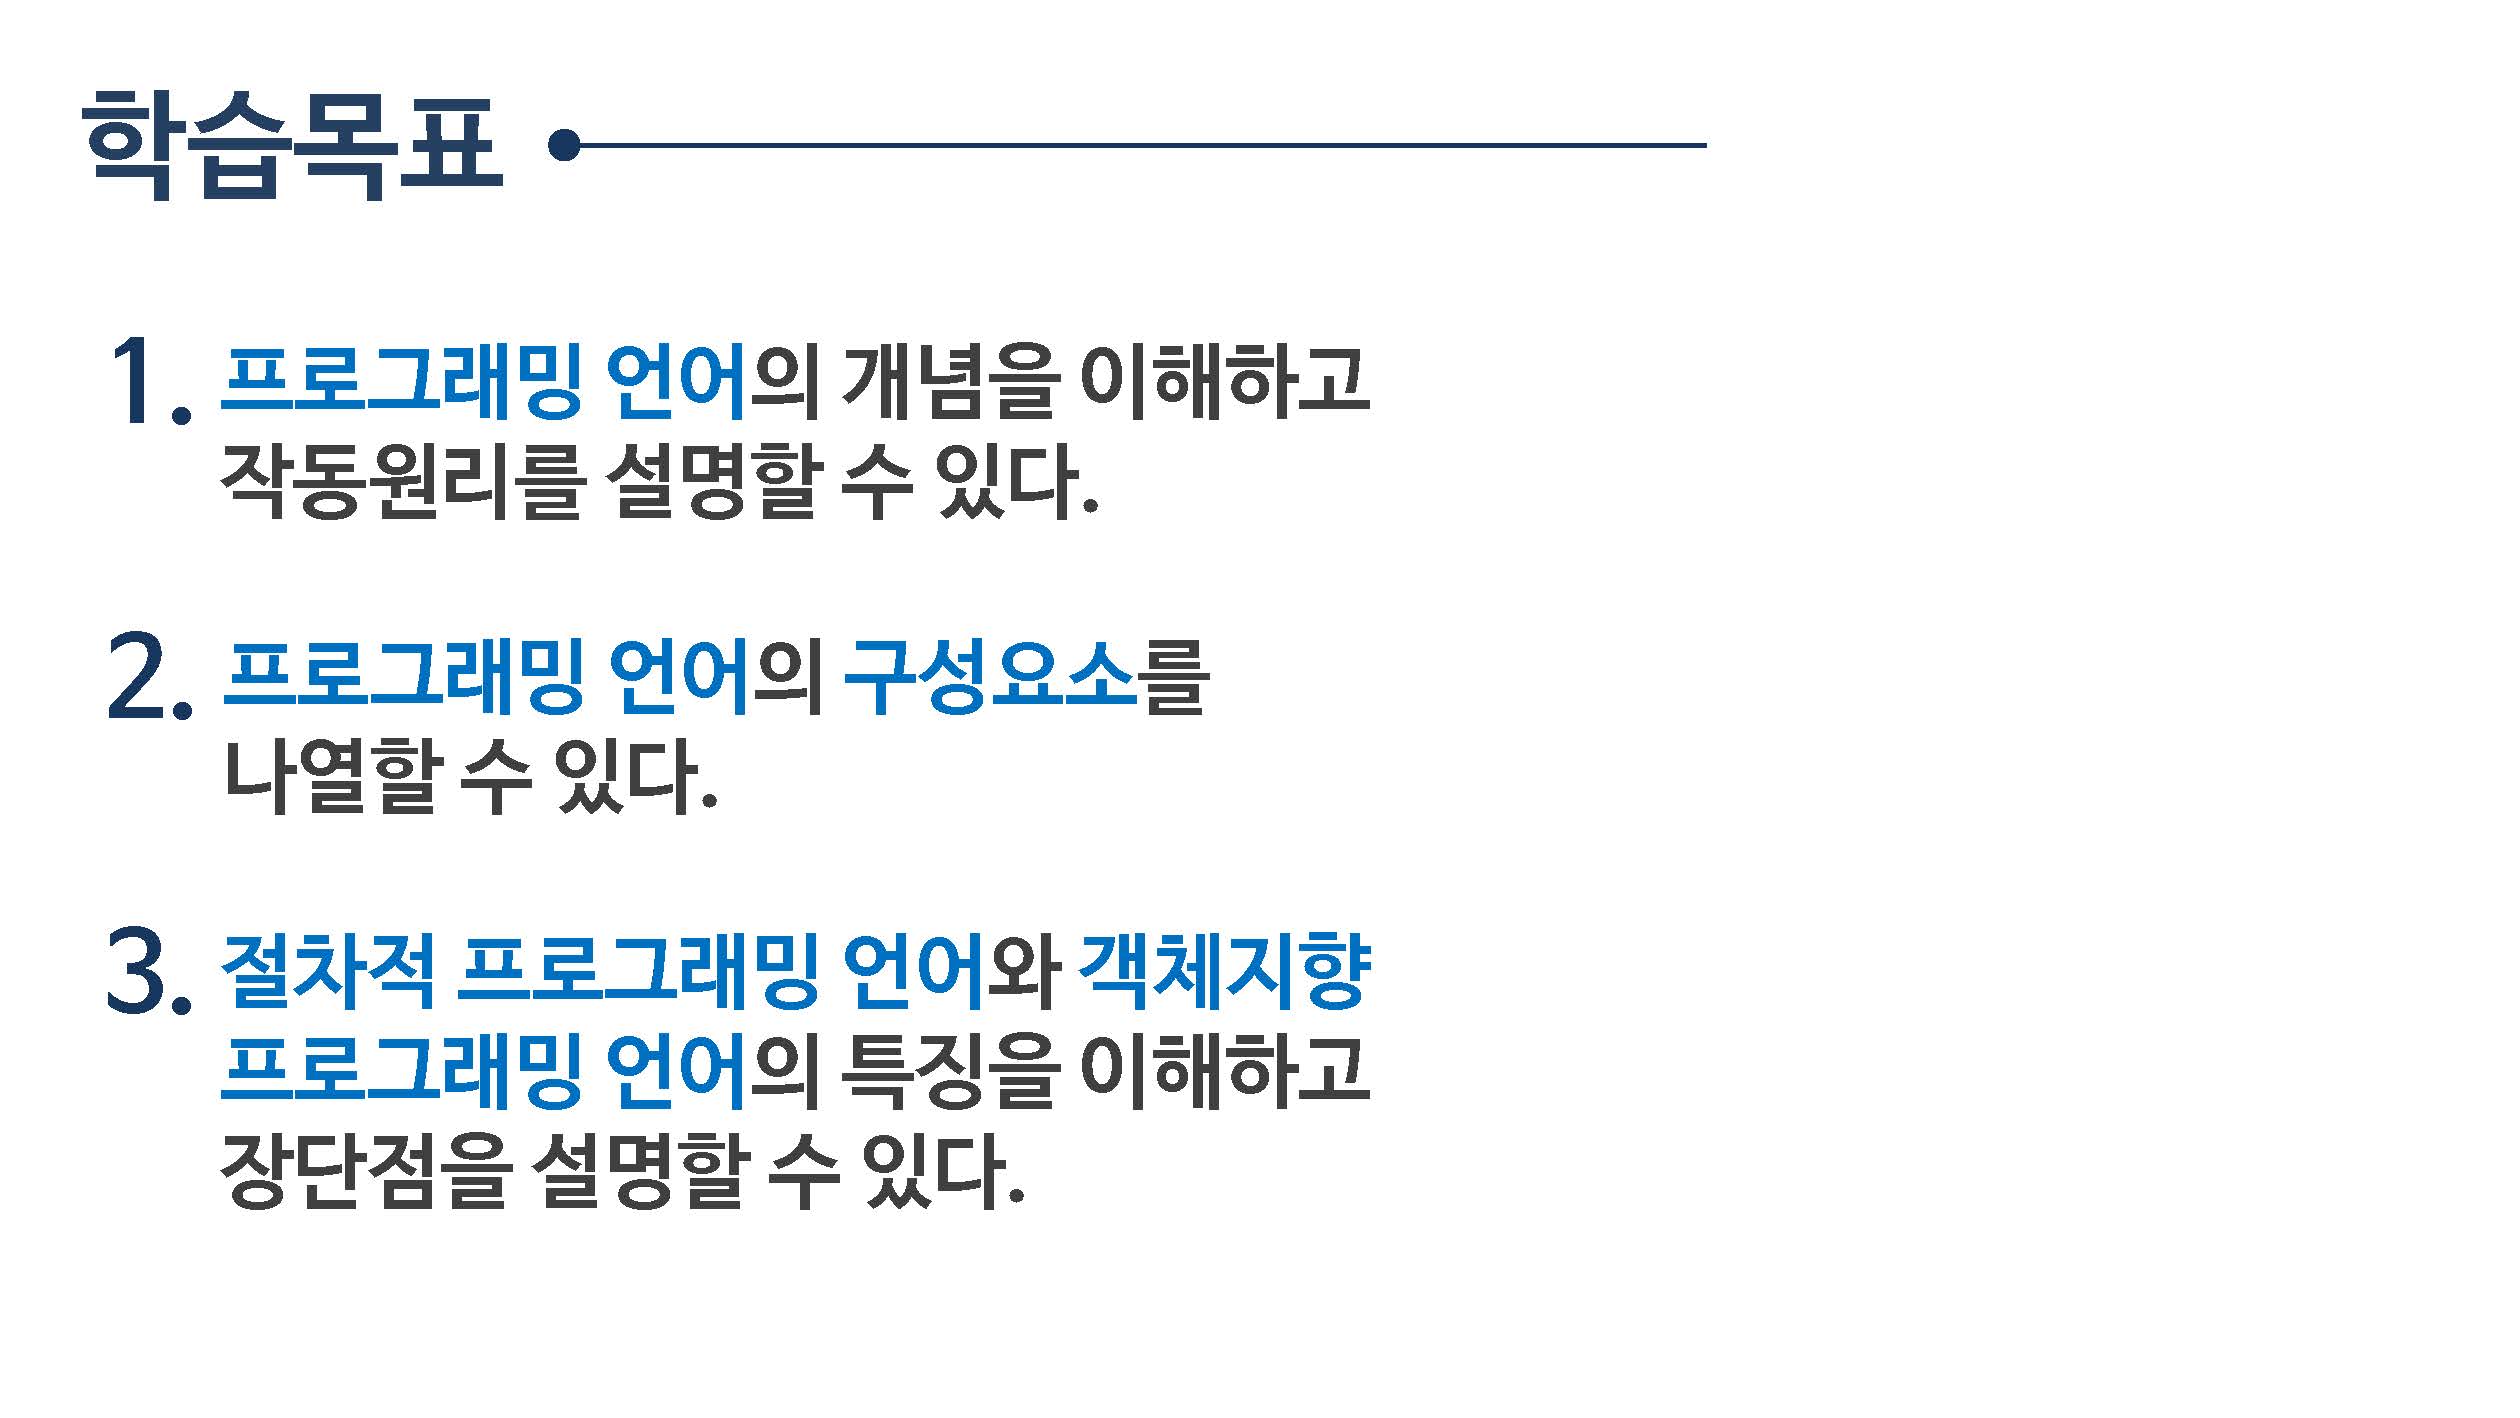 학습목표
1. 프로그래밍 언어의 개념을 이해하고
작동원리를 설명할 수 있다.
2. 프로그래밍 언어의 구성요소를
나열할 수 있다.
3. 절차적 프로그래밍 언어와 객체지향
프로그래밍 언어의 특징을 이해하고
장단점을 설명할 수 있다.